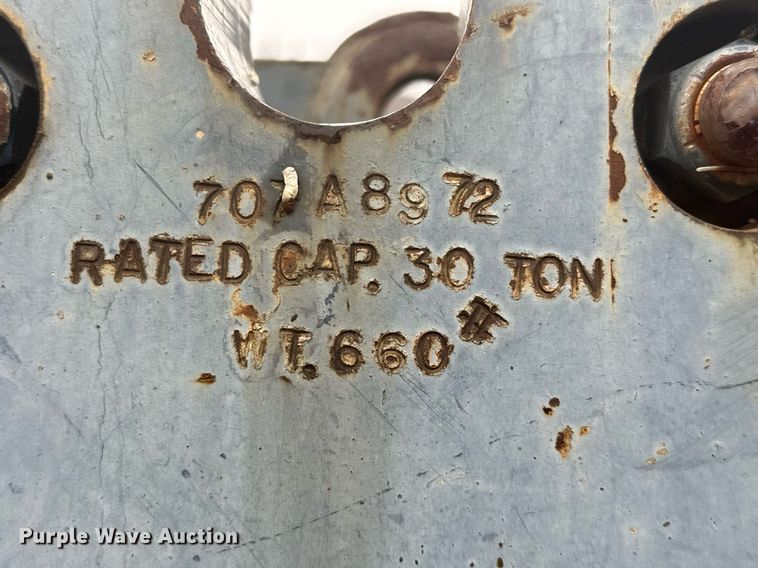 707A8972
RATED CAP. 30 TON
WT. 660#
Purple Wave Auction